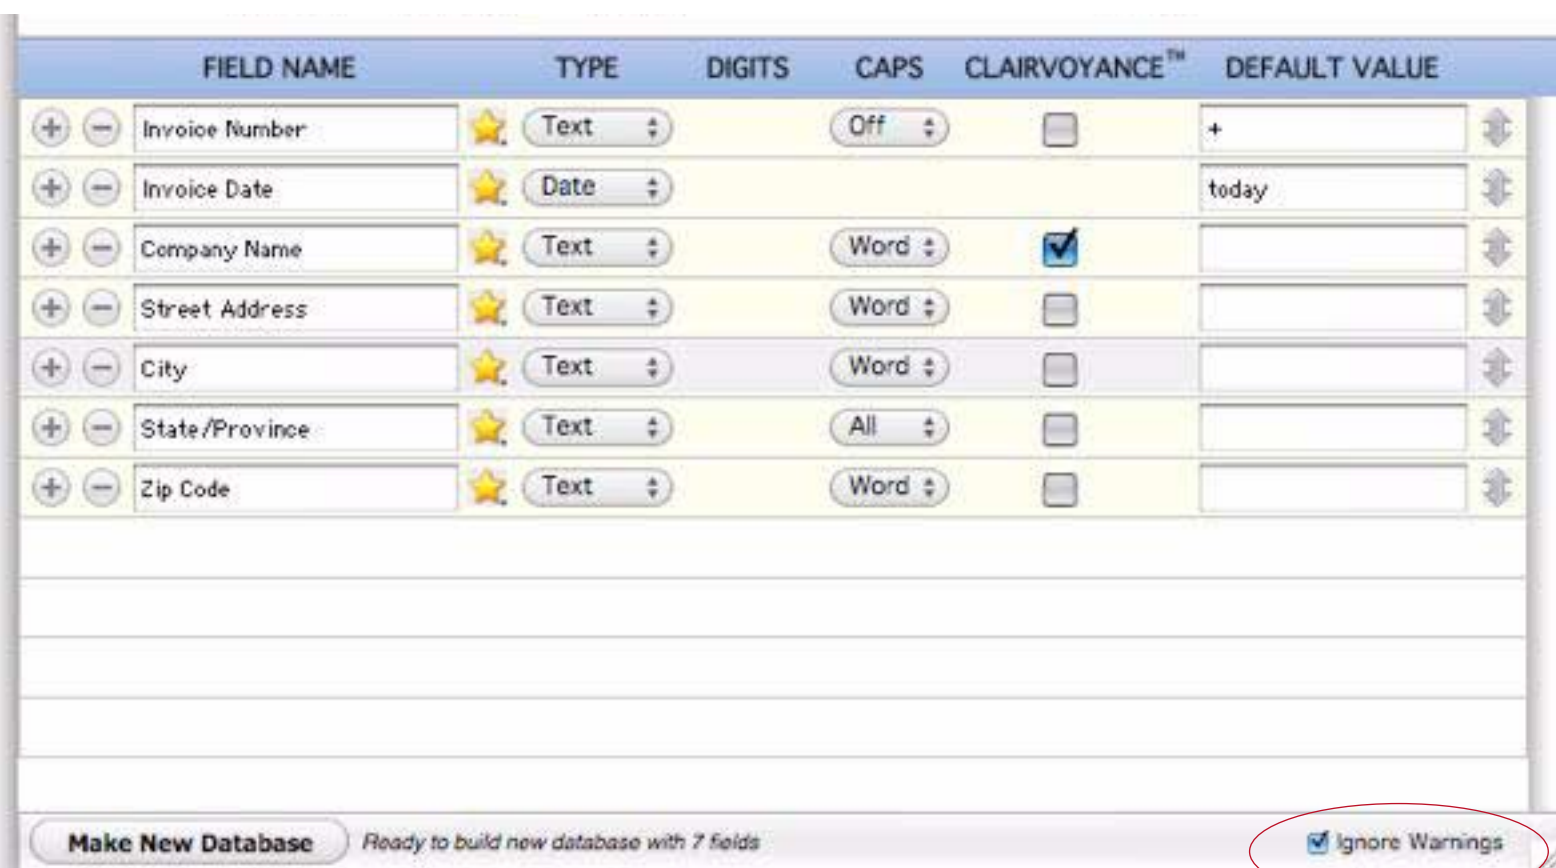 FIELD NAME TYPE DIGITS CAPS CLAIRVOYANCE™ DEFAULT VALUE
Invoice Number Text Off +
Invoice Date Date today
Company Name Text Word
Street Address Text Word
City Text Word
State/Province Text All
Zip Code Text Word
Make New Database Ready to build new database with 7 fields Ignore Warnings